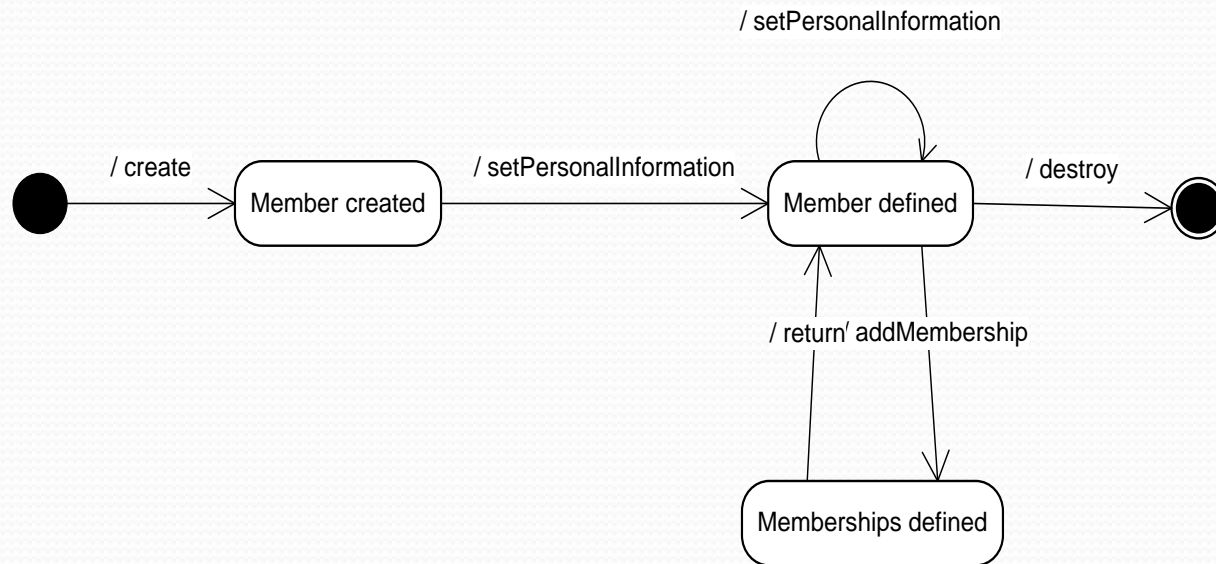 / setPersonalInformation
/ create
/ setPersonalInformation
/ destroy
Member created
Member defined
/ return
/ addMembership
Memberships defined